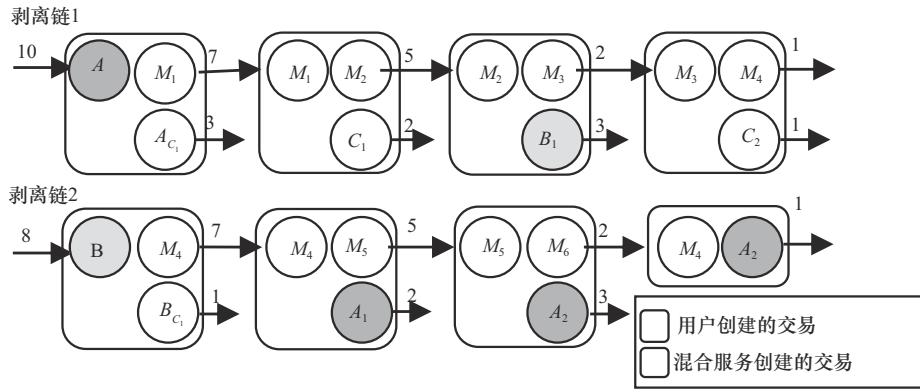 剥离链1
10 A M₁ 7 M₁ M₂ 5 M₂ M₃ 2 M₃ M₄ 1
A_C₁ 3 C₁ 2 B₁ 3 C₂ 1
剥离链2
8 B M₄ 7 M₄ M₅ 5 M₅ M₆ 2 M₄ A₂ 1
B_C₁ 1 A₁ 2 A₂ 3
用户创建的交易
混合服务创建的交易